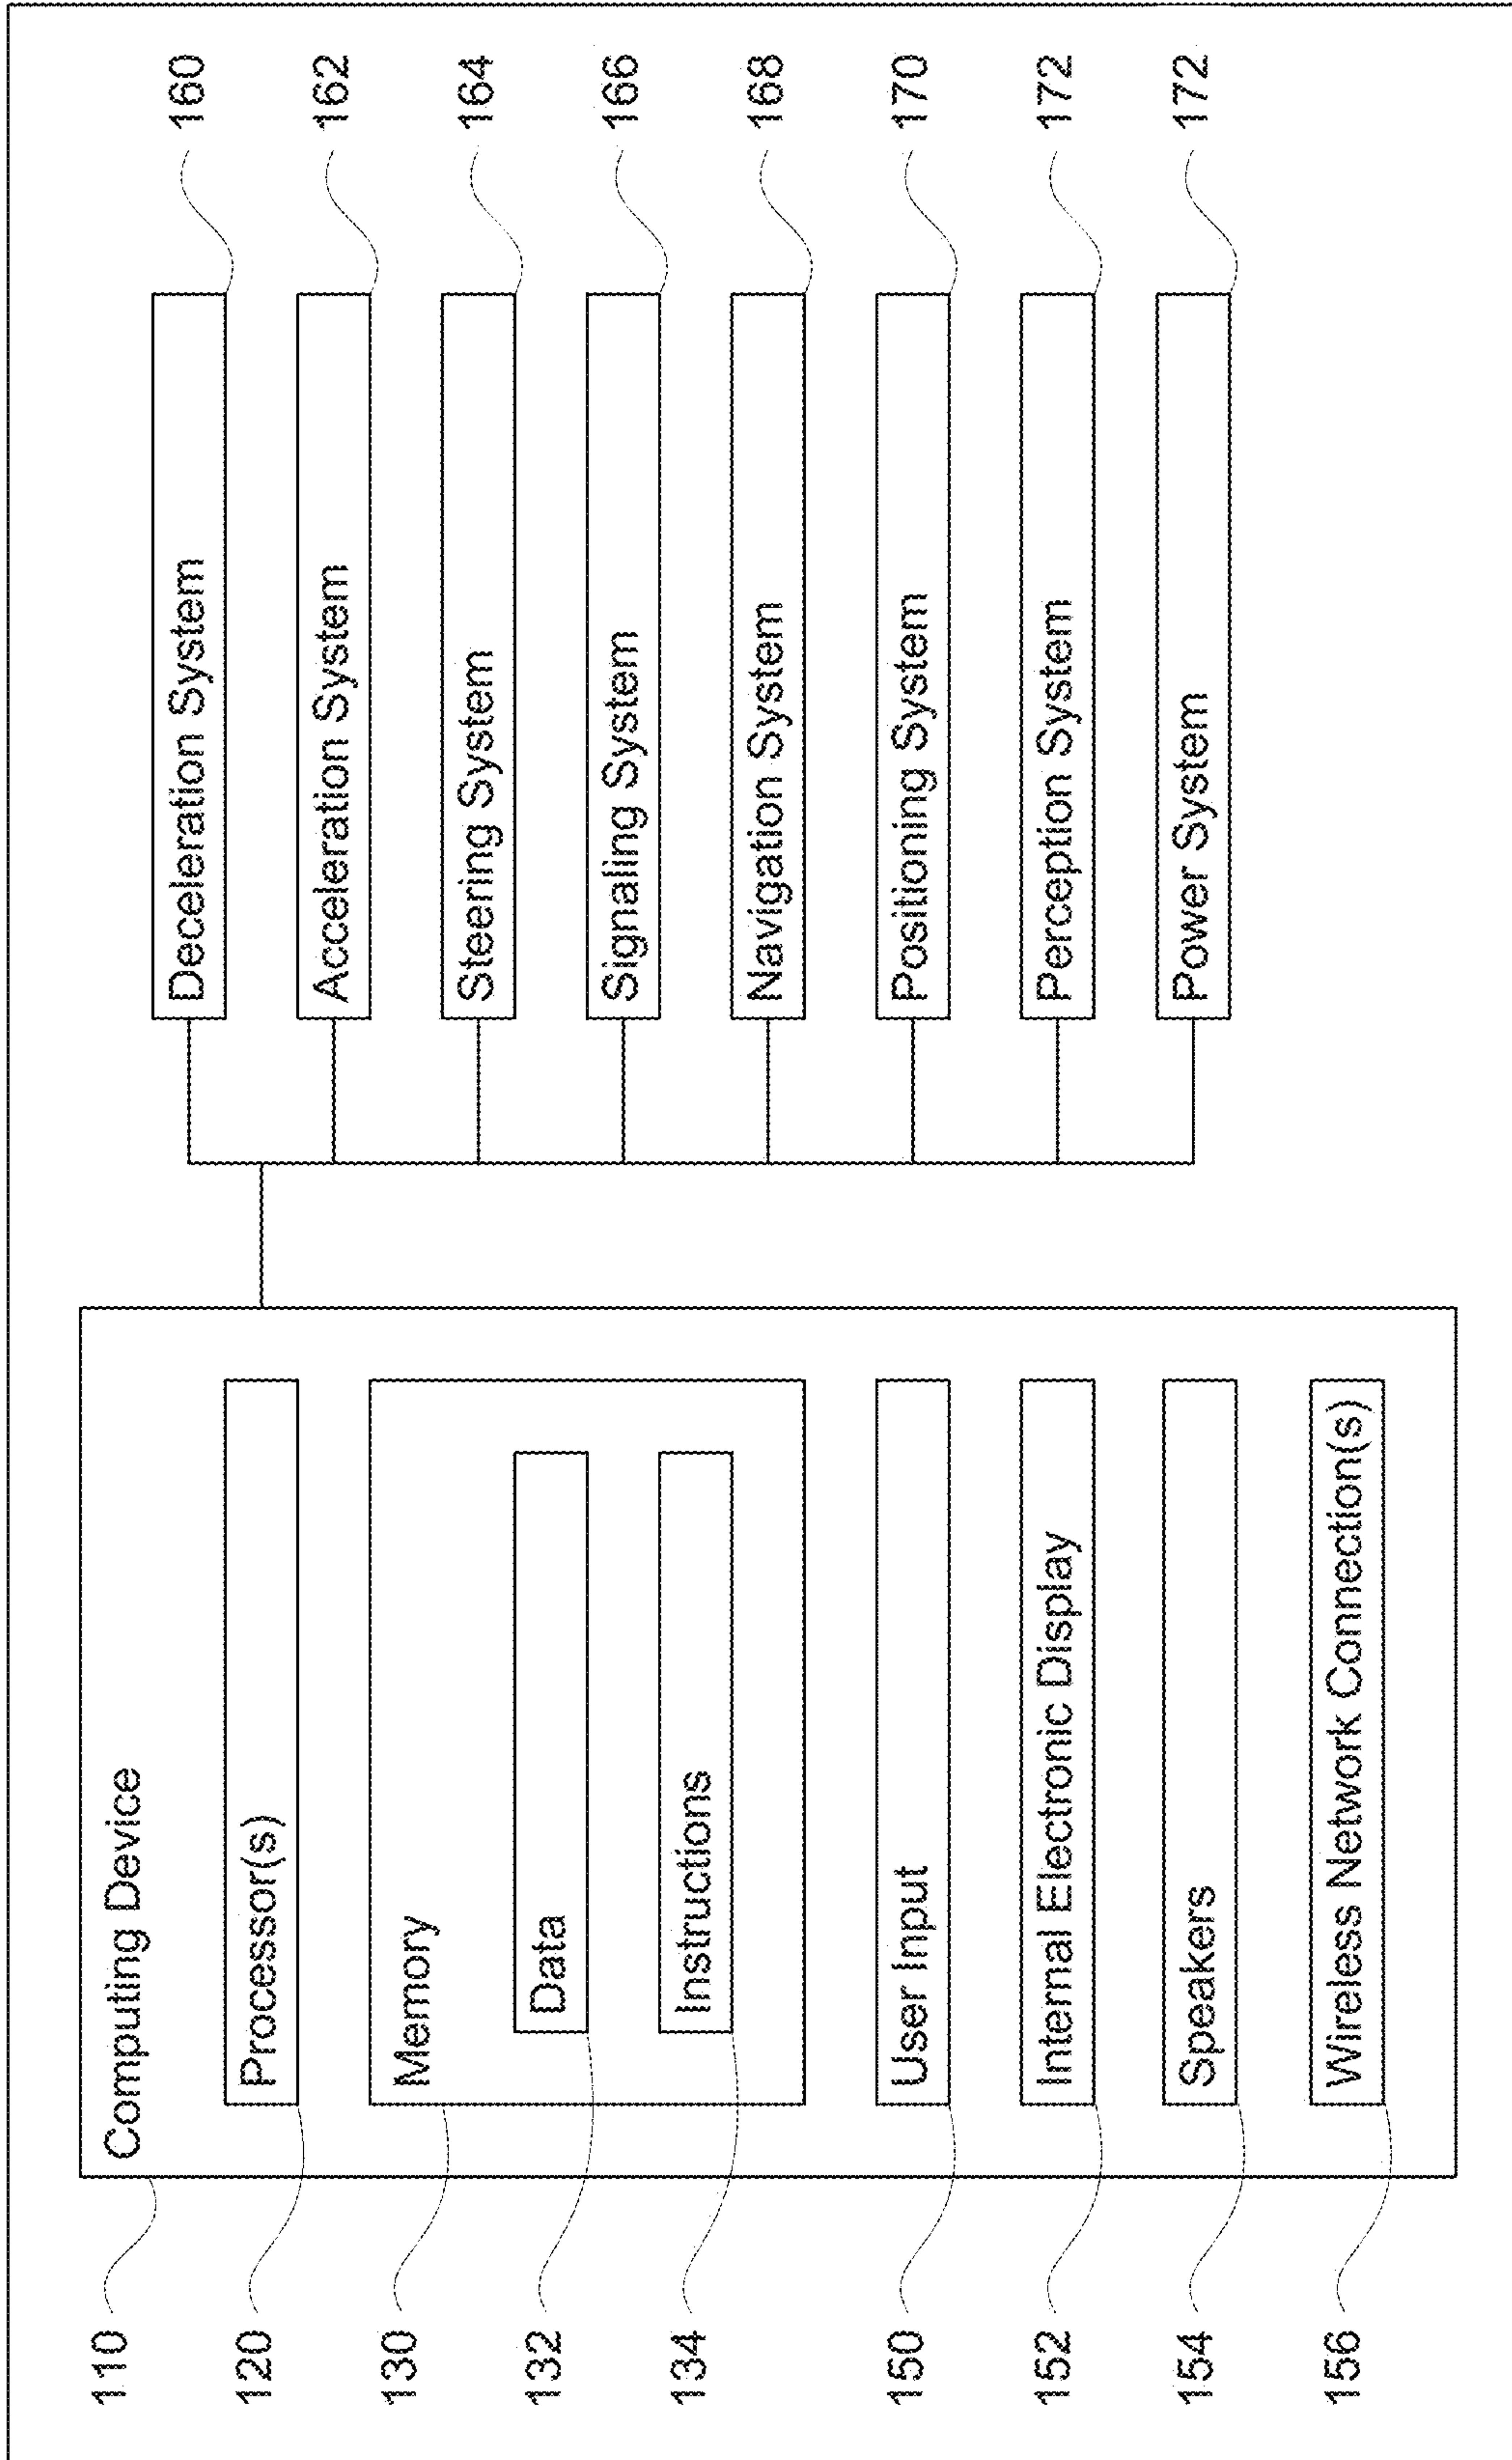 110
Computing Device
120
Processor(s)
130
Memory
132
Data
134
Instructions
150
User Input
152
Internal Electronic Display
154
Speakers
156
Wireless Network Connection(s)
Deceleration System
160
Acceleration System
162
Steering System
164
Signaling System
166
Navigation System
168
Positioning System
170
Perception System
172
Power System
172